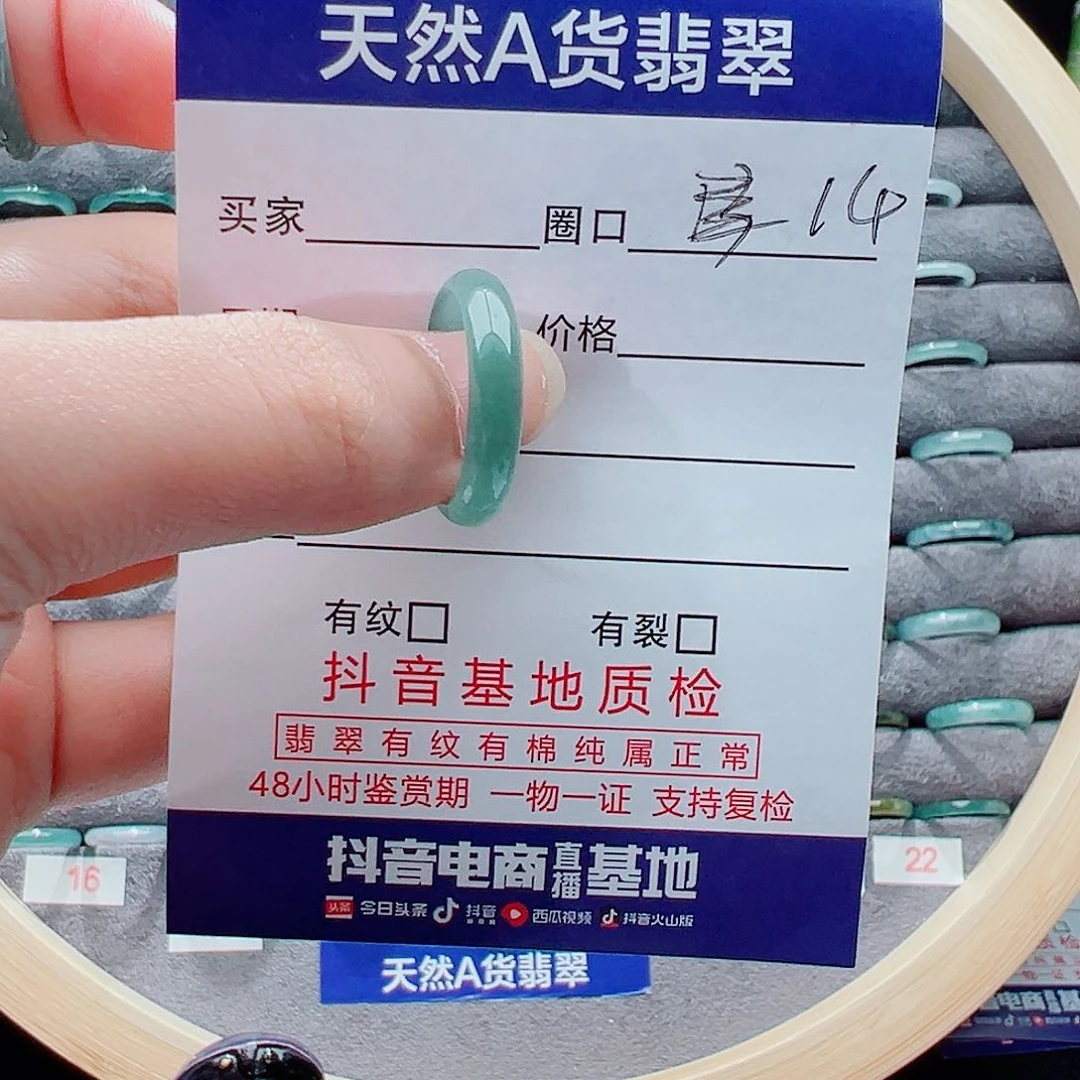 天然A货翡翠
买家 圈口 14
价格
有纹□ 有裂□
抖音基地质检
翡翠有纹有棉纯属正常
48小时鉴赏期 一物一证 支持复检
抖音电商直播基地
头条 今日头条 抖音 西瓜视频 抖音火山版
16
22
天然A货翡翠